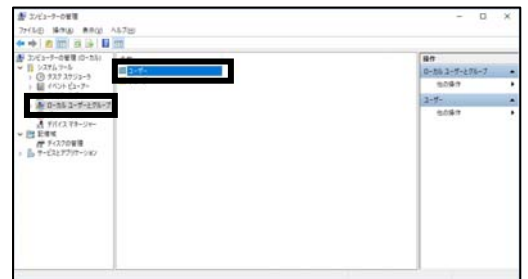 コンピューターの管理
ファイル(F) 操作(A) 表示(V) ヘルプ(H)
コンピューターの管理 (ローカル)
システム ツール
タスク スケジューラ
イベント ビューアー
ローカル ユーザーとグループ
デバイス マネージャー
記憶域
ディスクの管理
サービスとアプリケーション
ユーザー
操作
ローカル ユーザーとグループ
他の操作
ユーザー
他の操作